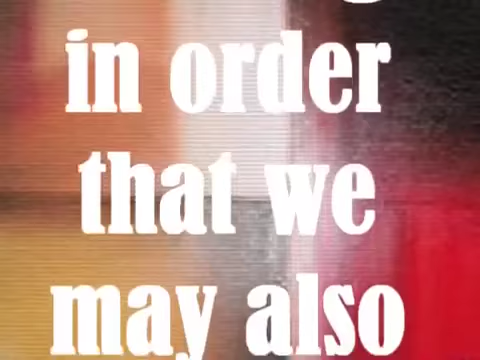 in order
that we
may also